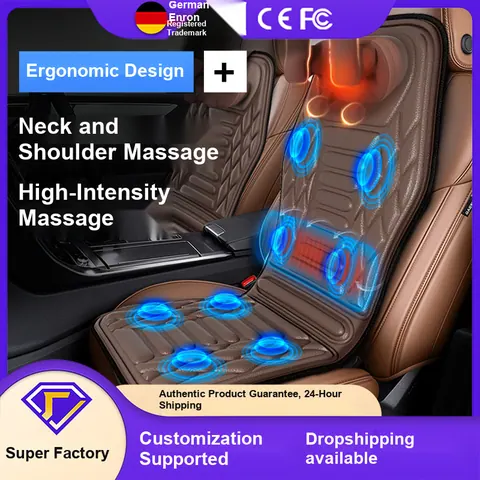 German
Enron
Registered
Trademark
CE
Ergonomic Design
+
Neck and
Shoulder Massage
High-Intensity
Massage
Authentic Product Guarantee, 24-Hour
Shipping
Super Factory
Customization
Supported
Dropshipping
available